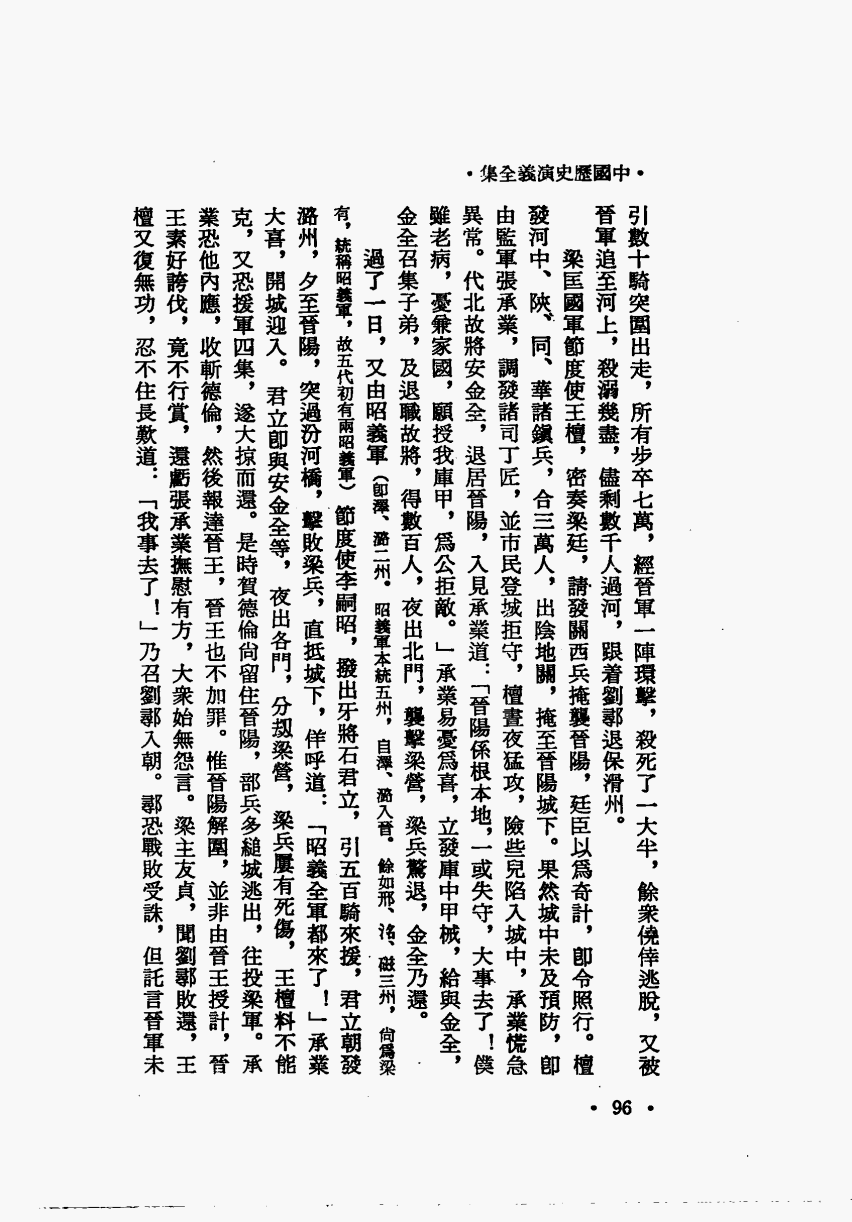 •中國歷史演義全集•
引數十騎突圍出走，所有步卒七萬，經晉軍一陣環擊，殺死了一大半，餘衆僥倖逃脫，又被
晉軍追至河上，殺溺幾盡，儘剩數千人過河，跟着劉鄩退保滑州。
梁匡國軍節度使王檀，密奏梁廷，請發關西兵掩襲晉陽，廷臣以爲奇計，卽令照行。檀
發河中、陝、同、華諸鎭兵，合三萬人，出陰地關，掩至晉陽城下。果然城中未及預防，卽
由監軍張承業，調發諸司丁匠，並市民登城拒守，檀晝夜猛攻，險些兒陷入城中，承業慌急
異常。代北故將安金全，退居晉陽，入見承業道：「晉陽係根本地，一或失守，大事去了！僕
雖老病，憂兼家國，願授我庫甲，爲公拒敵。」承業易憂爲喜，立發庫中甲械，給與金全，
金全召集子弟，及退職故將，得數百人，夜出北門，襲擊梁營，梁兵驚退，金全乃還。
過了一日，又由昭義軍（卽澤、潞二州。昭義軍本統五州，自澤、潞入晉。餘如邢、洺、磁三州，尙爲梁
有，統稱昭義軍，故五代初有兩昭義軍）節度使李嗣昭，撥出牙將石君立，引五百騎來援，君立朝發
潞州，夕至晉陽，突過汾河橋，擊敗梁兵，直抵城下，佯呼道：「昭義全軍都來了！」承業
大喜，開城迎入。君立卽與安金全等，夜出各門，分刼梁營，梁兵屢有死傷，王檀料不能
克，又恐援軍四集，遂大掠而還。是時賀德倫尙留住晉陽，部兵多縋城逃出，往投梁軍。承
業恐他內應，收斬德倫，然後報達晉王，晉王也不加罪。惟晉陽解圍，並非由晉王授計，晉
王素好誇伐，竟不行賞，還虧張承業撫慰有方，大衆始無怨言。梁主友貞，聞劉鄩敗還，王
檀又復無功，忍不住長歎道：「我事去了！」乃召劉鄩入朝。鄩恐戰敗受誅，但託言晉軍未
• 96 •